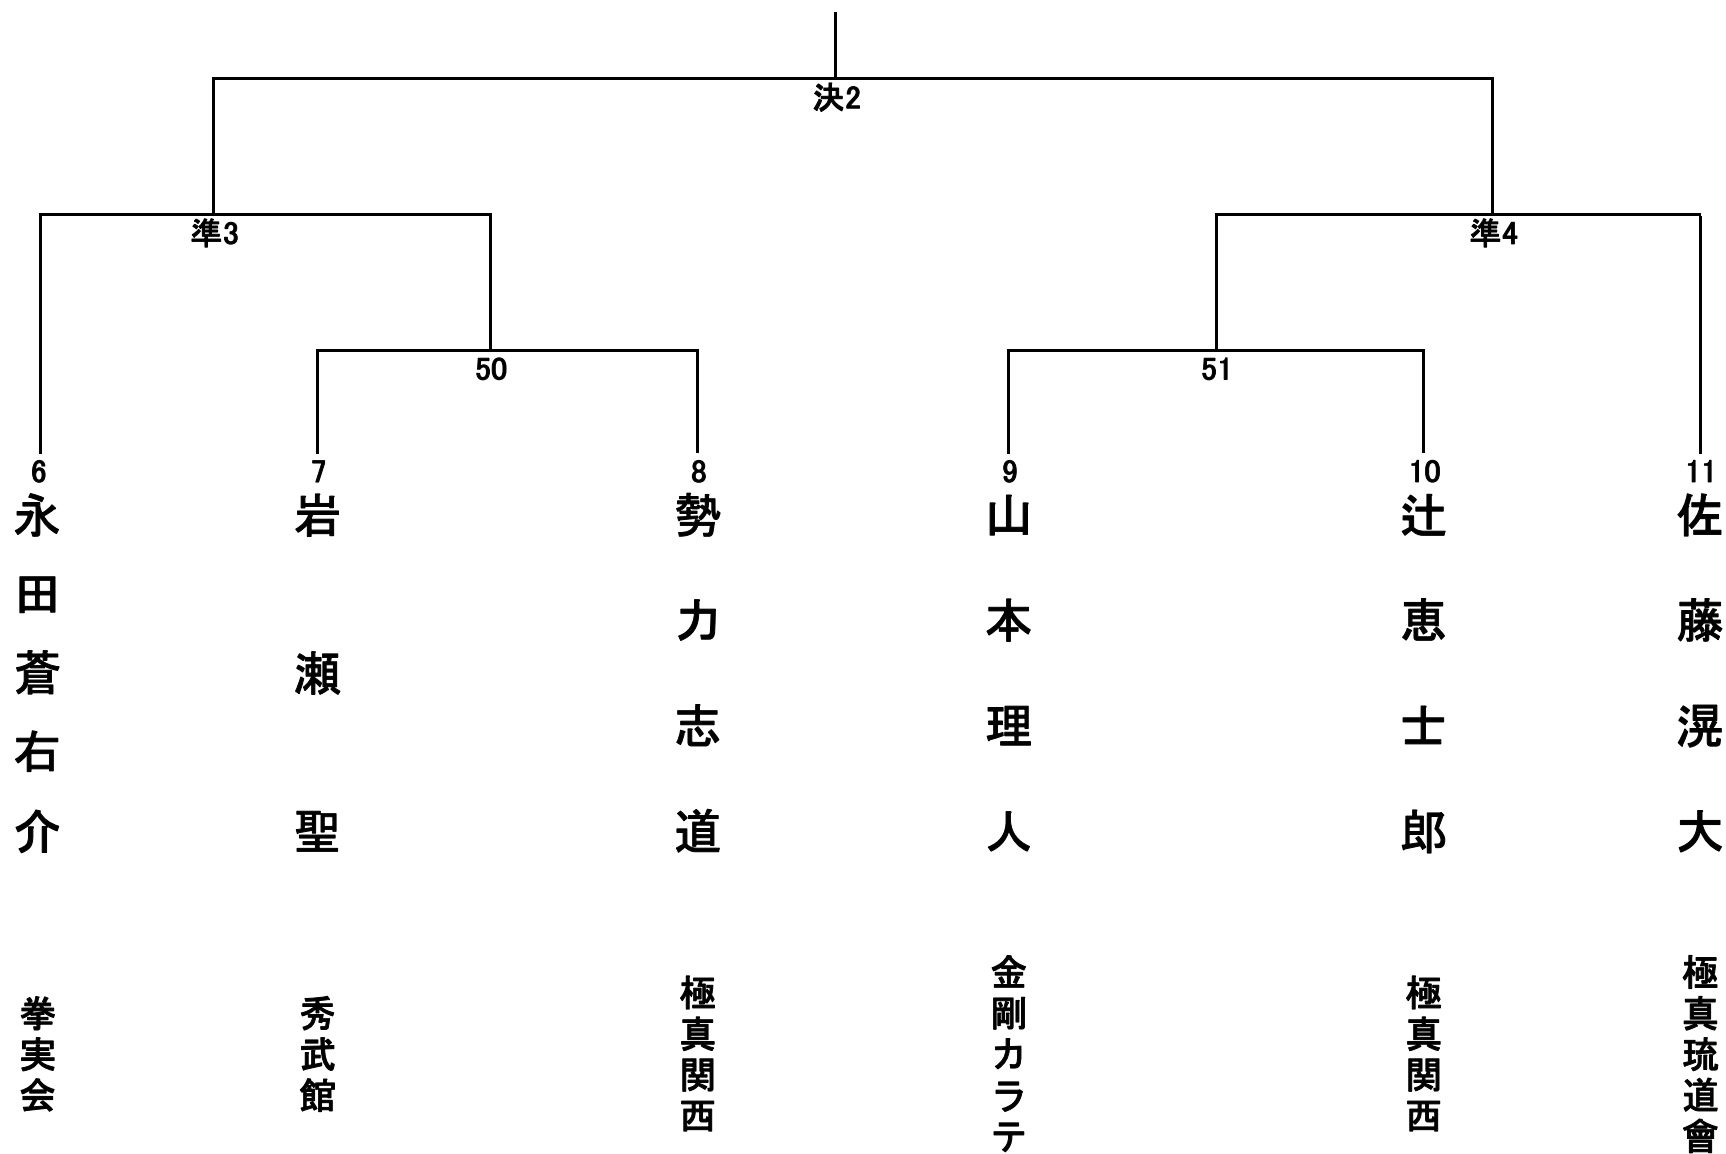 決2
準3
準4
50
51
6
7
8
9
10
11
永田蒼右介
岩瀬聖
勢力志道
山本理人
辻恵士郎
佐藤滉大
拳実会
秀武館
極真関西
金剛カラテ
極真関西
極真琉道會